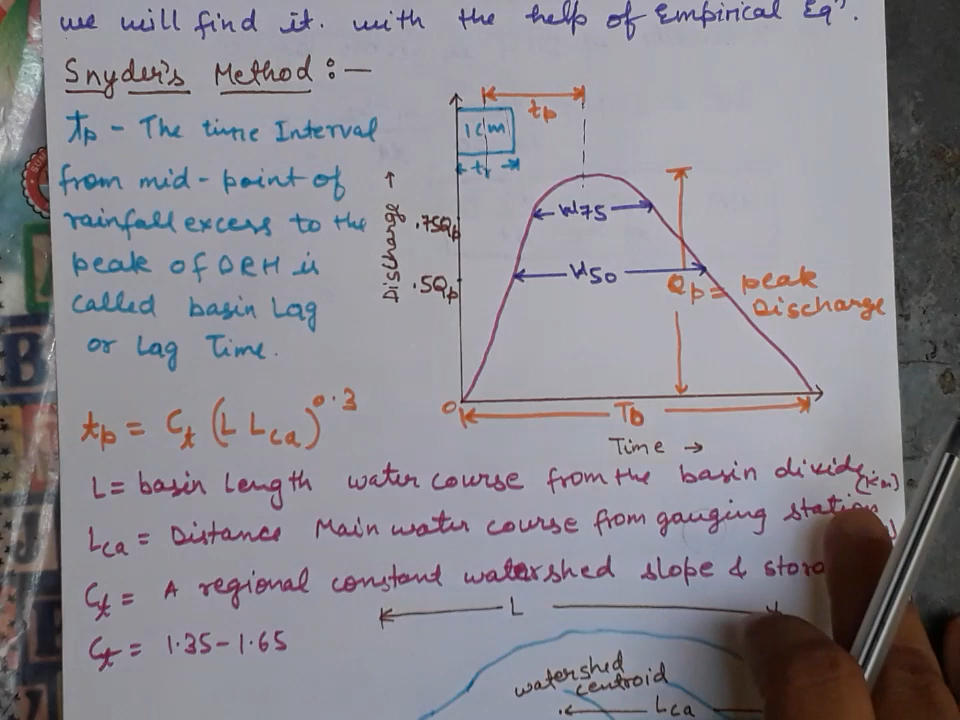 we will find it. with the help of Empirical Eqn.
Snyder's Method :-
tp - The time Interval
from mid-point of
rainfall excess to the
peak of DRH is
called basin Lag
or Lag Time.
tp
1cm
tr
Discharge →
.75Qp
.5Qp
W75
W50
Qp = peak
Discharge
0
Tb
Time →
tp = Ct (L Lca)^0.3
L = basin Length water course from the basin divide (km)
Lca = Distance Main water course from gauging station
Ct = A regional constant watershed slope &
Ct = 1.35-1.65
L
watershed
centroid
Lca